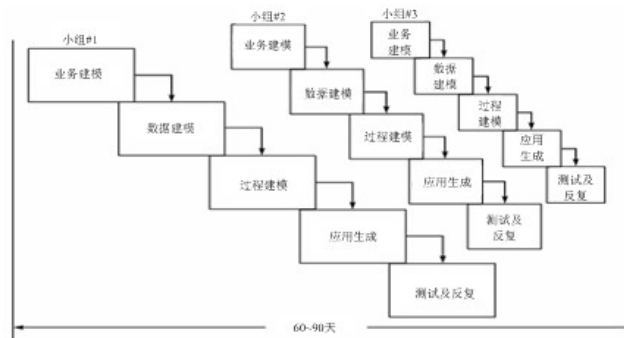 小组#1
业务建模
数据建模
过程建模
应用生成
测试及反复
小组#2
业务建模
数据建模
过程建模
应用生成
测试及
反复
小组#3
业务
建模
数据
建模
过程
建模
应用
生成
测试及
反复
60~90天